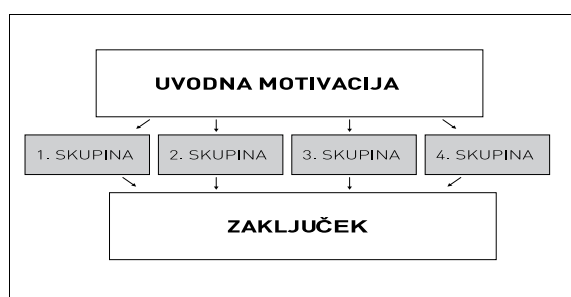 UVODNA MOTIVACIJA
1. SKUPINA 2. SKUPINA 3. SKUPINA 4. SKUPINA
ZAKLJUČEK